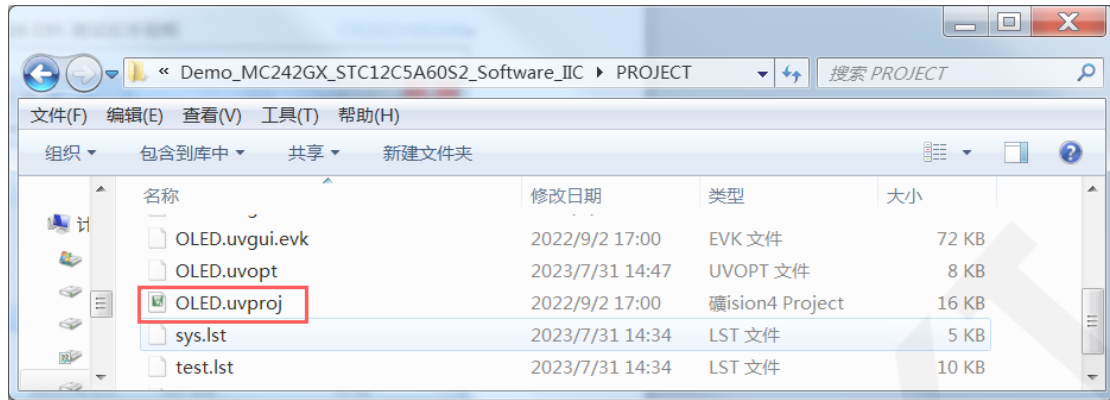 « Demo_MC242GX_STC12C5A60S2_Software_IIC ▸ PROJECT 搜索 PROJECT
文件(F) 编辑(E) 查看(V) 工具(T) 帮助(H)
组织 包含到库中 共享 新建文件夹
名称 修改日期 类型 大小
计
OLED.uvgui.evk 2022/9/2 17:00 EVK 文件 72 KB
OLED.uvopt 2023/7/31 14:47 UVOPT 文件 8 KB
OLED.uvproj 2022/9/2 17:00 礦ision4 Project 16 KB
sys.lst 2023/7/31 14:34 LST 文件 5 KB
test.lst 2023/7/31 14:34 LST 文件 10 KB